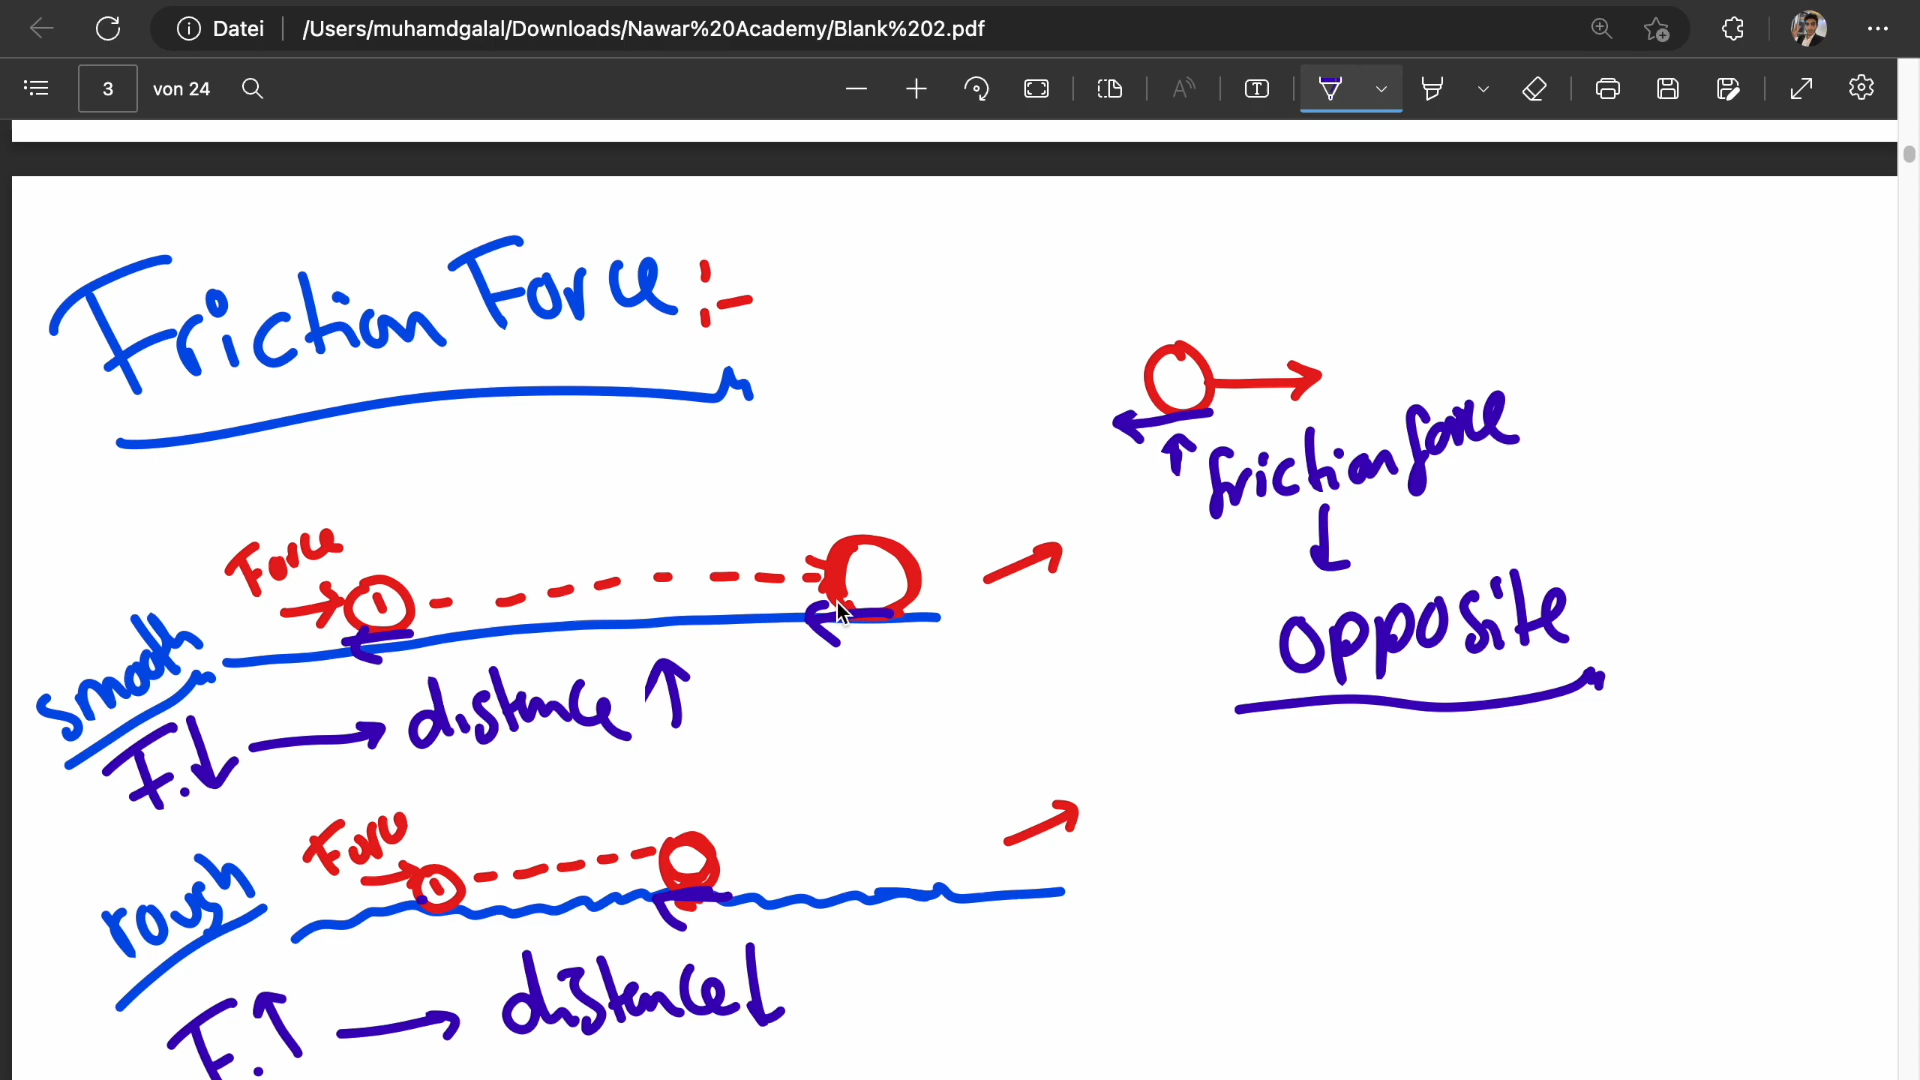 Datei /Users/muhamdgalal/Downloads/Nawar%20Academy/Blank%202.pdf
3 von 24
Friction Force :-
friction force
opposite
Force
smooth
F.↓ → distance ↑
Force
rough
F.↑ → distance ↓